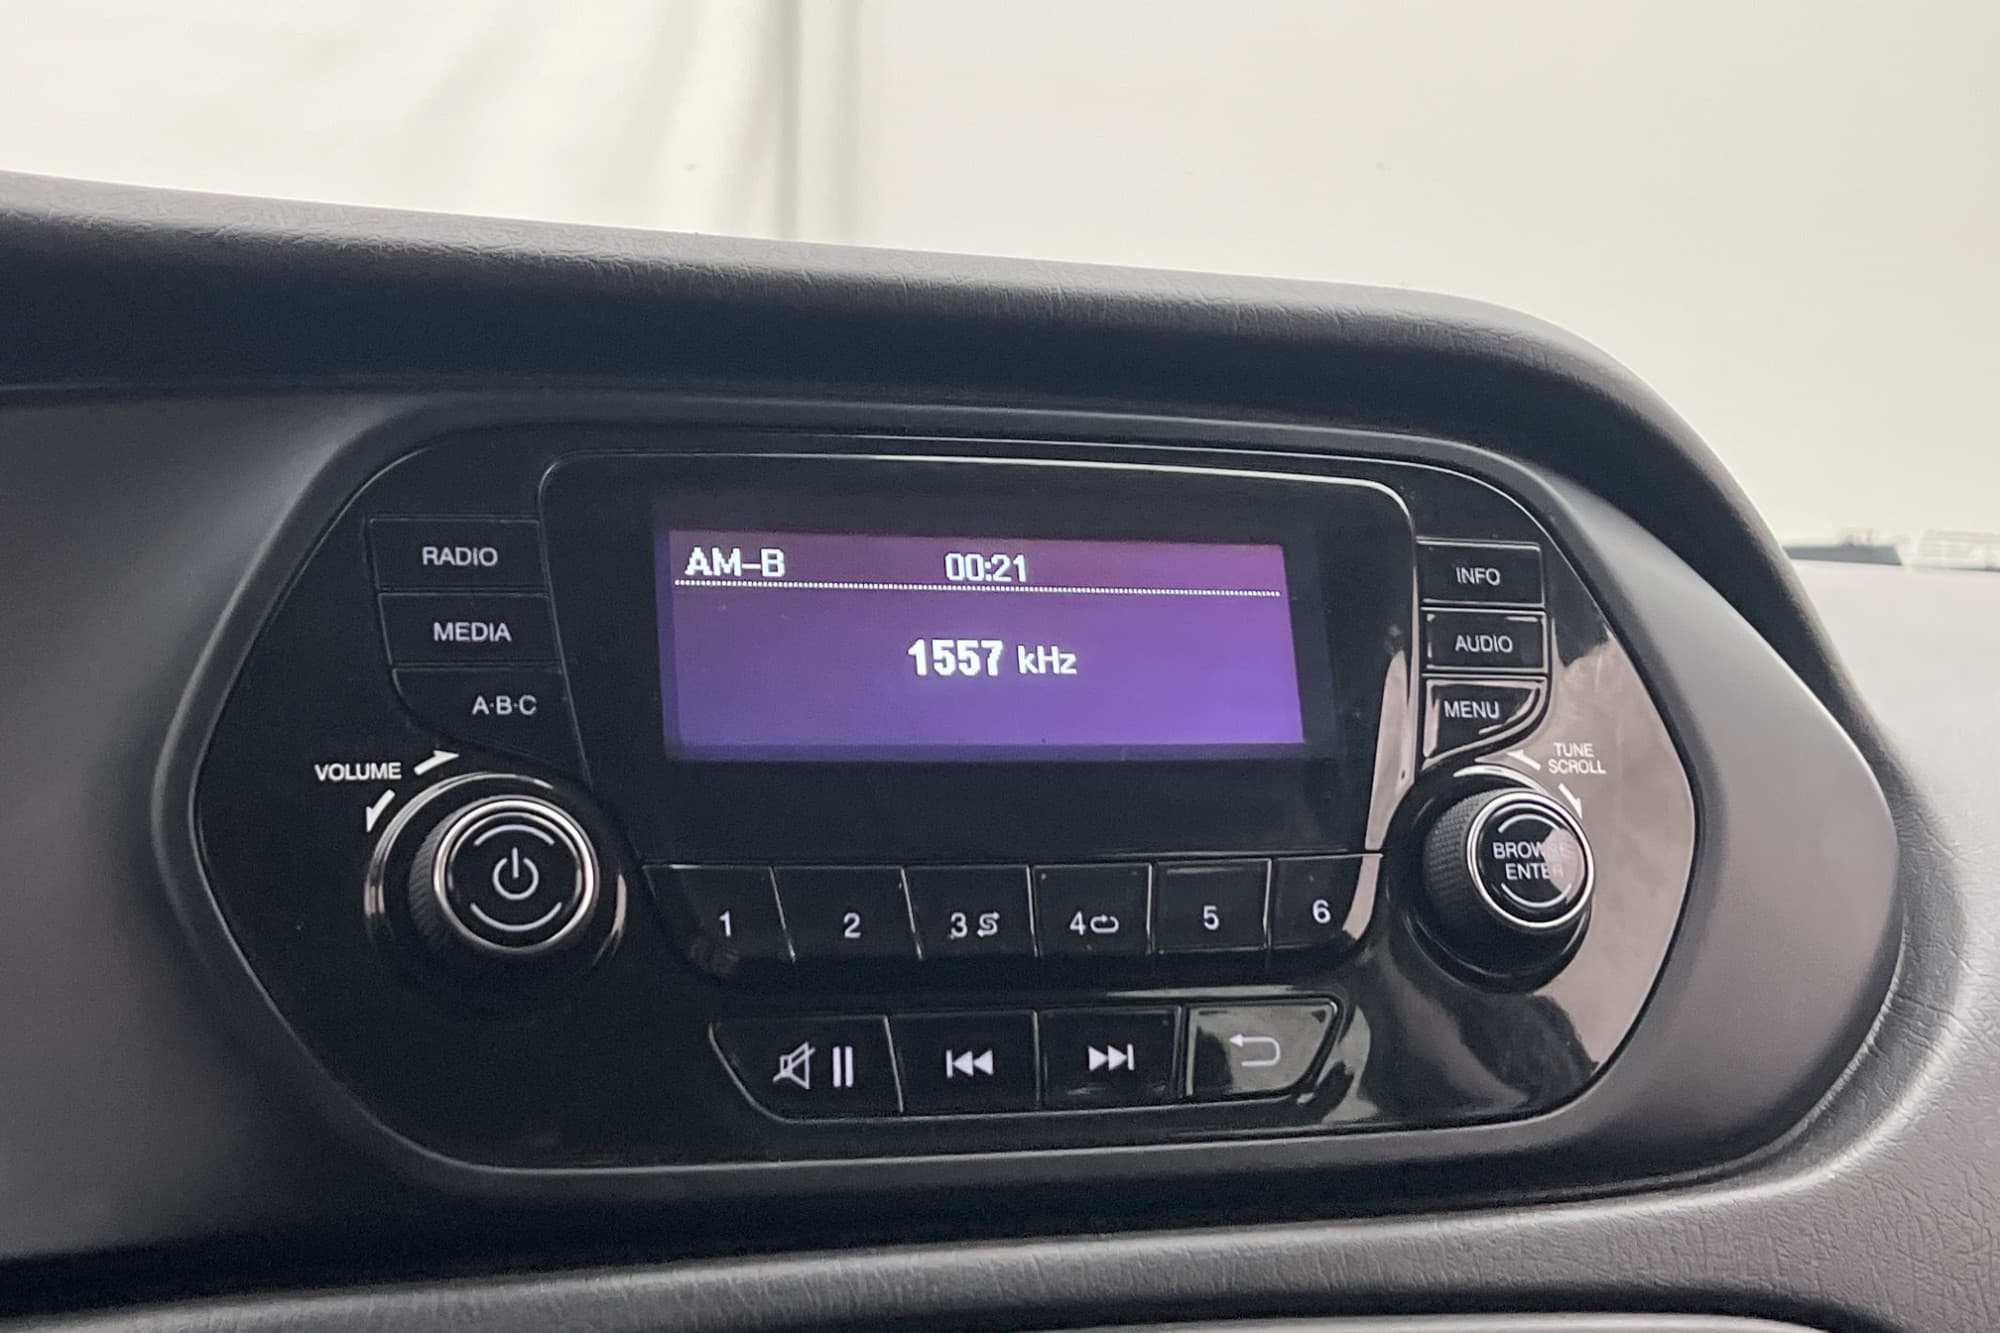 RADIO
MEDIA
A·B·C
VOLUME
AM-B 00:21
1557 kHz
INFO
AUDIO
MENU
TUNE
SCROLL
BROWSE
ENTER
1 2 3 4 5 6